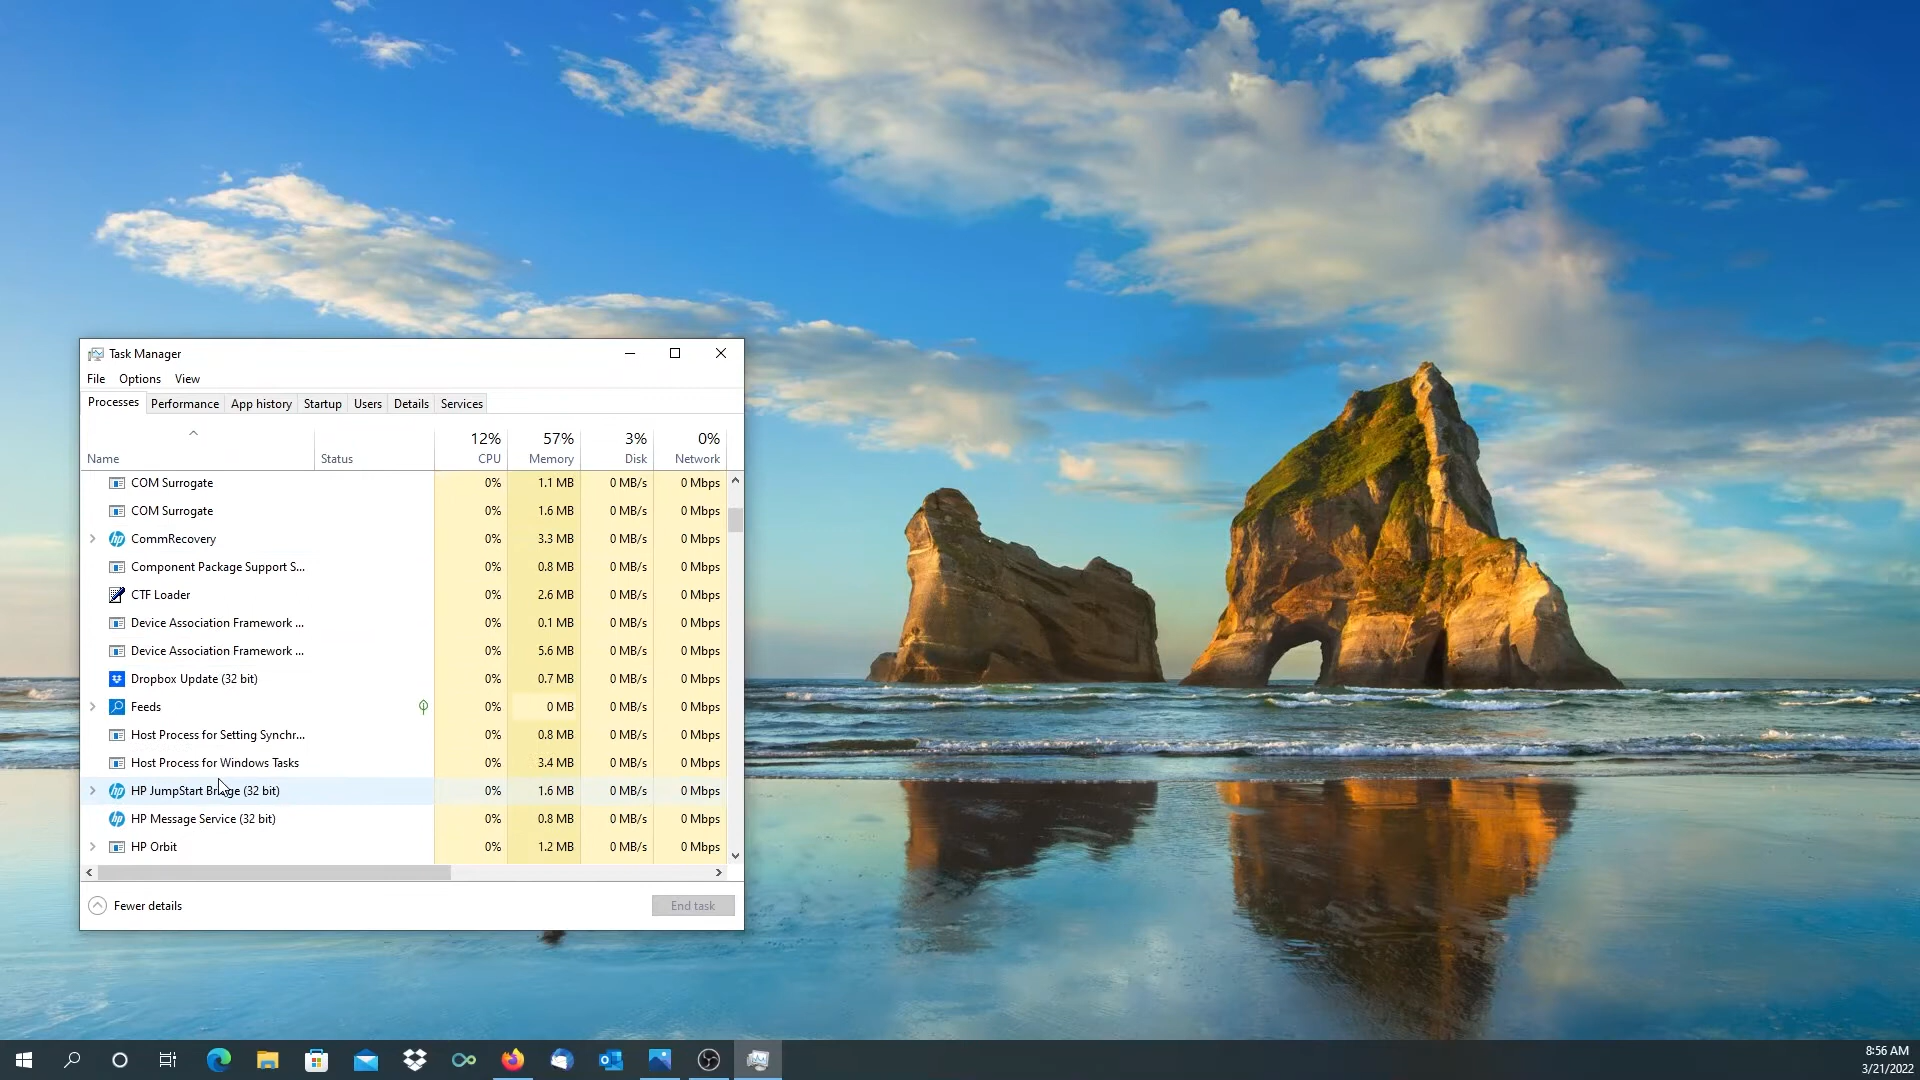 Task Manager
File Options View
Processes Performance App history Startup Users Details Services
12% 57% 3% 0%
Name Status CPU Memory Disk Network
COM Surrogate 0% 1.1 MB 0 MB/s 0 Mbps
COM Surrogate 0% 1.6 MB 0 MB/s 0 Mbps
CommRecovery 0% 3.3 MB 0 MB/s 0 Mbps
Component Package Support S... 0% 0.8 MB 0 MB/s 0 Mbps
CTF Loader 0% 2.6 MB 0 MB/s 0 Mbps
Device Association Framework ... 0% 0.1 MB 0 MB/s 0 Mbps
Device Association Framework ... 0% 5.6 MB 0 MB/s 0 Mbps
Dropbox Update (32 bit) 0% 0.7 MB 0 MB/s 0 Mbps
Feeds 0% 0 MB 0 MB/s 0 Mbps
Host Process for Setting Synchr... 0% 0.8 MB 0 MB/s 0 Mbps
Host Process for Windows Tasks 0% 3.4 MB 0 MB/s 0 Mbps
HP JumpStart Bridge (32 bit) 0% 1.6 MB 0 MB/s 0 Mbps
HP Message Service (32 bit) 0% 0.8 MB 0 MB/s 0 Mbps
HP Orbit 0% 1.2 MB 0 MB/s 0 Mbps
Fewer details End task
8:56 AM
3/21/2022